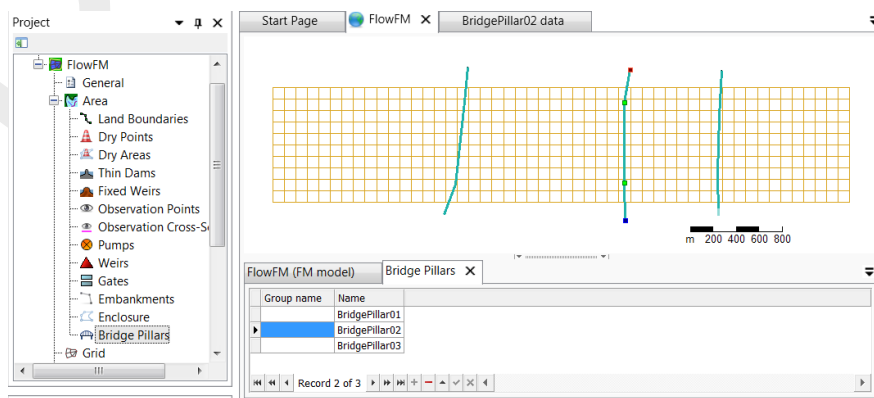 Project
FlowFM
General
Area
Land Boundaries
Dry Points
Dry Areas
Thin Dams
Fixed Weirs
Observation Points
Observation Cross-S
Pumps
Weirs
Gates
Embankments
Enclosure
Bridge Pillars
Grid
Start Page FlowFM BridgePillar02 data
m 200 400 600 800
FlowFM (FM model) Bridge Pillars
Group name Name
BridgePillar01
BridgePillar02
BridgePillar03
Record 2 of 3